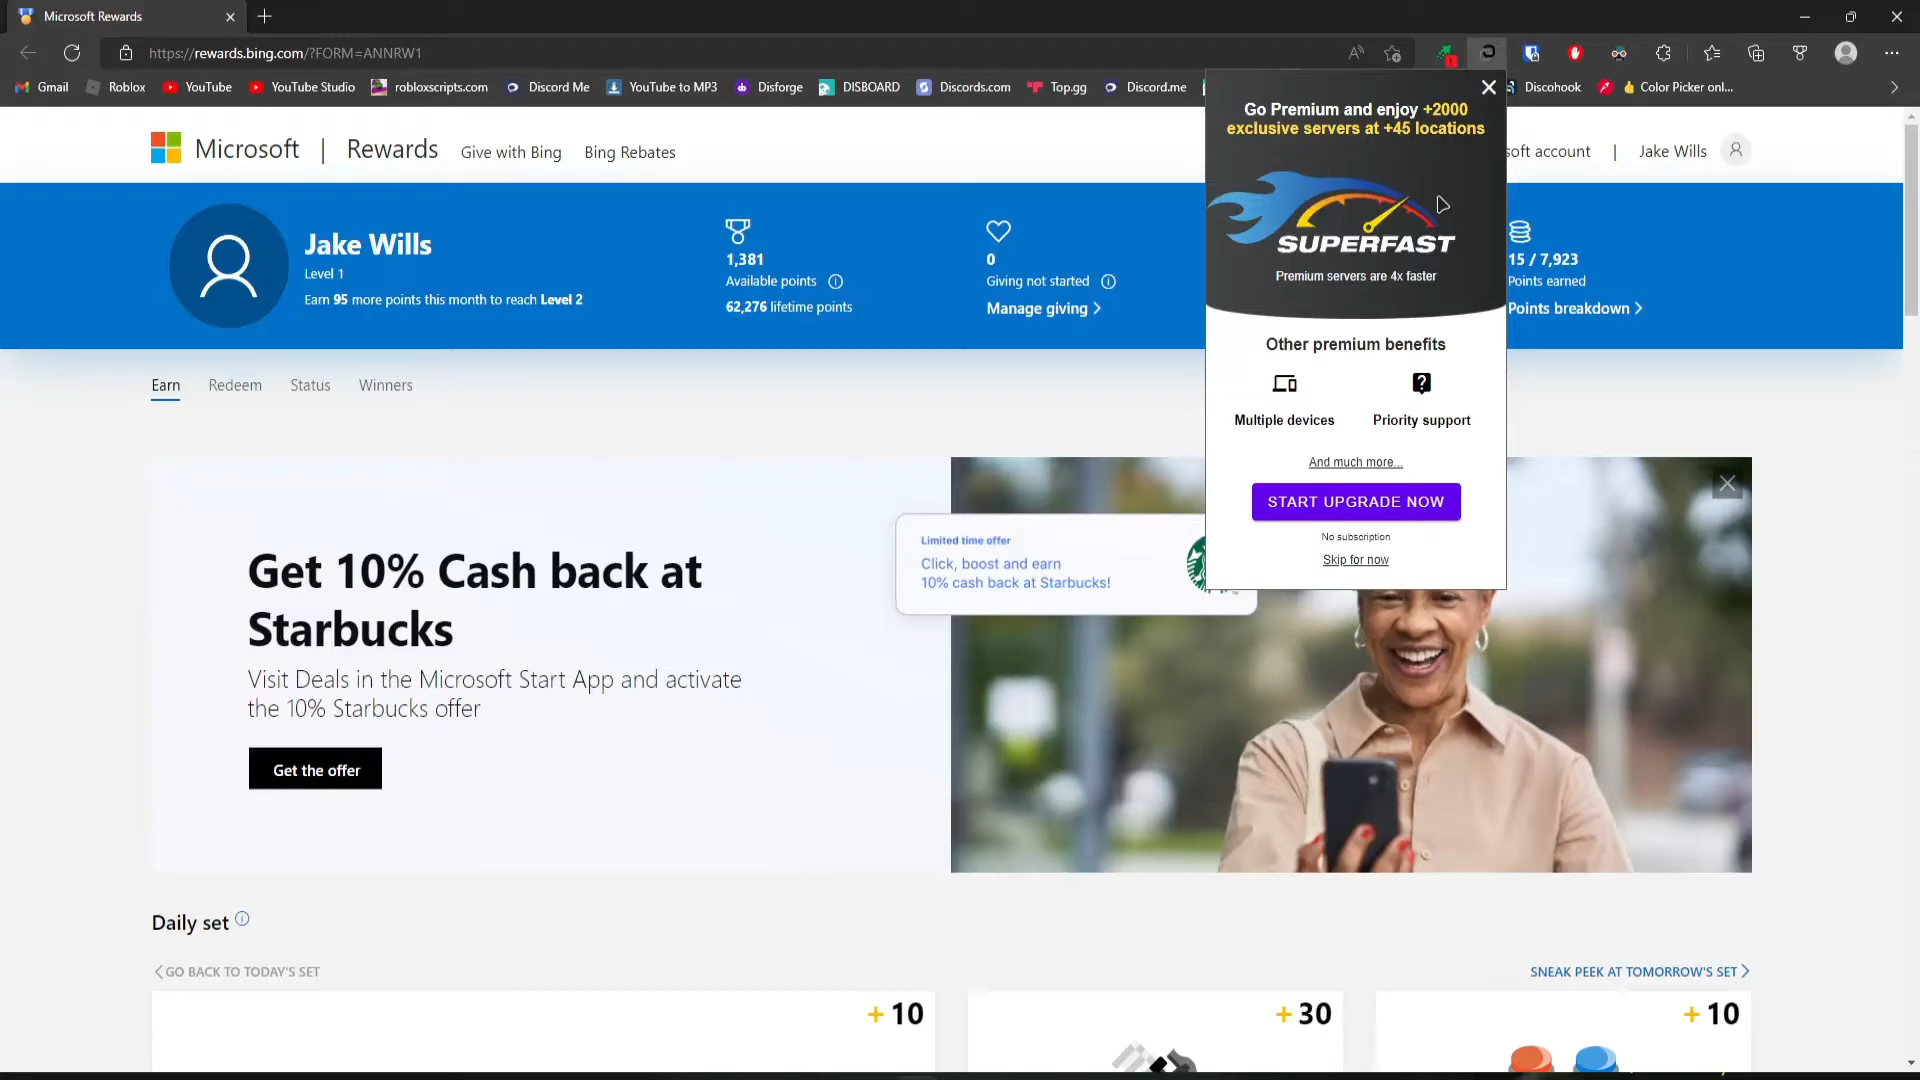 Microsoft Rewards
https://rewards.bing.com/?FORM=ANNRW1
Gmail
Roblox
YouTube
YouTube Studio
robloxscripts.com
Discord Me
YouTube to MP3
Disforge
DISBOARD
Discords.com
Top.gg
Discord.me
Discohook
Color Picker onl...
Microsoft | Rewards
Give with Bing
Bing Rebates
soft account | Jake Wills
Jake Wills
Level 1
Earn 95 more points this month to reach Level 2
1,381
Available points
62,276 lifetime points
0
Giving not started
Manage giving >
15 / 7,923
Points earned
Points breakdown >
Go Premium and enjoy +2000
exclusive servers at +45 locations
SUPERFAST
Premium servers are 4x faster
Other premium benefits
Multiple devices
Priority support
And much more...
START UPGRADE NOW
No subscription
Skip for now
Earn
Redeem
Status
Winners
Get 10% Cash back at
Starbucks
Visit Deals in the Microsoft Start App and activate
the 10% Starbucks offer
Get the offer
Limited time offer
Click, boost and earn
10% cash back at Starbucks!
Daily set
< GO BACK TO TODAY'S SET
SNEAK PEEK AT TOMORROW'S SET >
+ 10
+ 30
+ 10